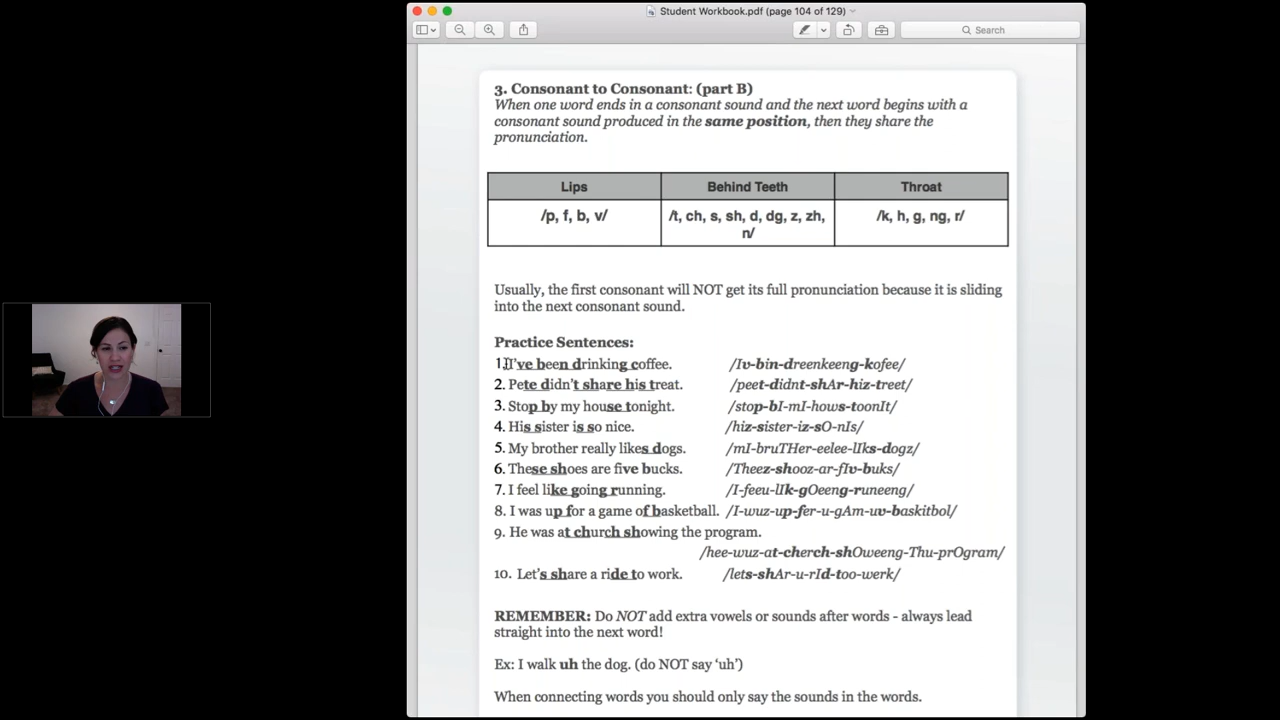 Student Workbook.pdf (page 104 of 129)
Search
3. Consonant to Consonant: (part B)
When one word ends in a consonant sound and the next word begins with a
consonant sound produced in the same position, then they share the
pronunciation.
Lips Behind Teeth Throat
/p, f, b, v/ /t, ch, s, sh, d, dg, z, zh, /k, h, g, ng, r/
n/
Usually, the first consonant will NOT get its full pronunciation because it is sliding
into the next consonant sound.
Practice Sentences:
1. I've been drinking coffee. /Iv-bin-dreenkeeng-kofee/
2. Pete didn't share his treat. /peet-didnt-shAr-hiz-treet/
3. Stop by my house tonight. /stop-bI-mI-hows-toonIt/
4. His sister is so nice. /hiz-sister-iz-sO-nIs/
5. My brother really likes dogs. /mI-bruTHer-eelee-lIks-dogz/
6. These shoes are five bucks. /Theez-shooz-ar-fIv-buks/
7. I feel like going running. /I-feeu-lIk-gOeeng-runeeng/
8. I was up for a game of basketball. /I-wuz-up-fer-u-gAm-uv-baskitbol/
9. He was at church showing the program.
/hee-wuz-at-cherch-shOweeng-Thu-prOgram/
10. Let's share a ride to work. /lets-shAr-u-rId-too-werk/
REMEMBER: Do NOT add extra vowels or sounds after words - always lead
straight into the next word!
Ex: I walk uh the dog. (do NOT say 'uh')
When connecting words you should only say the sounds in the words.